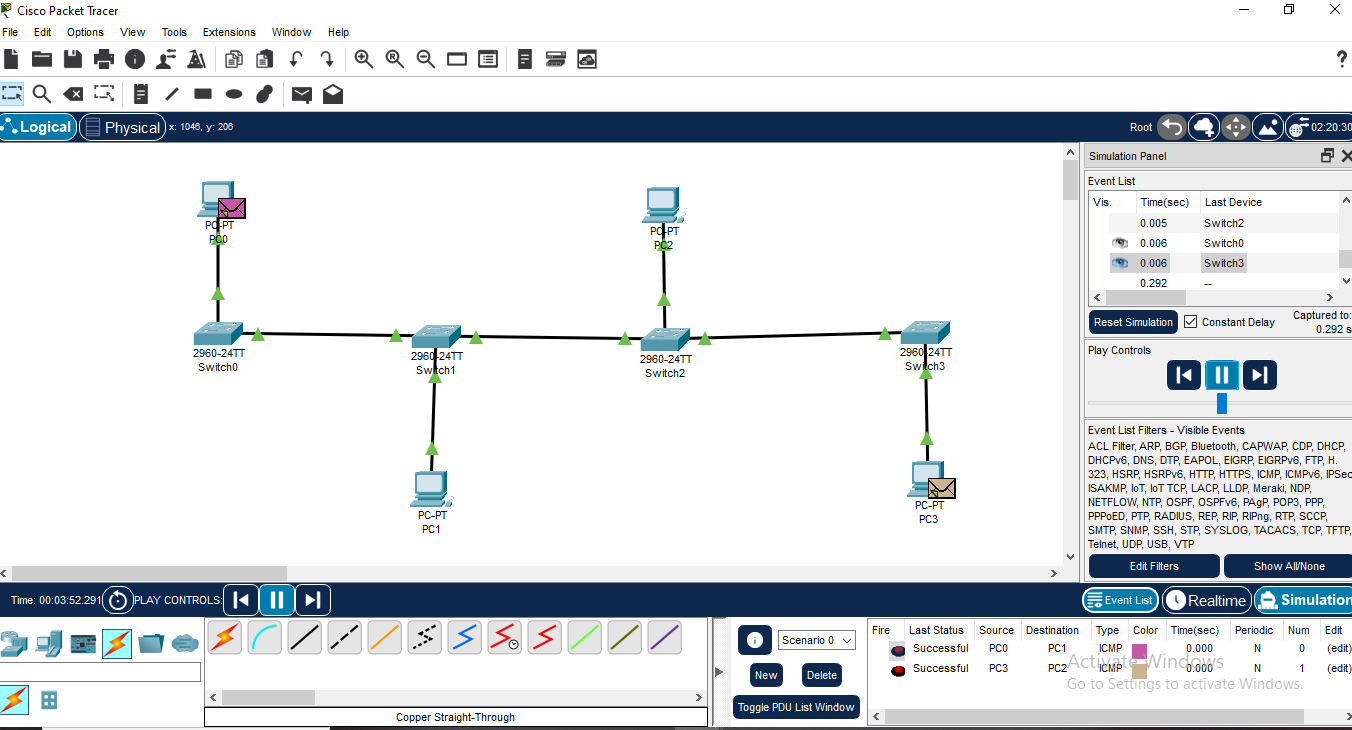 Cisco Packet Tracer
File Edit Options View Tools Extensions Window Help
?
Logical Physical x: 1046, y: 206 Root 02:20:30
PC-PT
PC0
PC-PT
PC2
2960-24TT
Switch0
2960-24TT
Switch1
2960-24TT
Switch2
2960-24TT
Switch3
PC-PT
PC1
PC-PT
PC3
Simulation Panel
Event List
Vis. Time(sec) Last Device
0.005 Switch2
0.006 Switch0
0.006 Switch3
0.292 --
Reset Simulation Constant Delay Captured to:
0.292 s
Play Controls
Event List Filters - Visible Events
ACL Filter, ARP, BGP, Bluetooth, CAPWAP, CDP, DHCP,
DHCPv6, DNS, DTP, EAPOL, EIGRP, EIGRPv6, FTP, H.
323, HSRP, HSRPv6, HTTP, HTTPS, ICMP, ICMPv6, IPSec
ISAKMP, IoT, IoT TCP, LACP, LLDP, Meraki, NDP,
NETFLOW, NTP, OSPF, OSPFv6, PAgP, POP3, PPP,
PPPoED, PTP, RADIUS, REP, RIP, RIPng, RTP, SCCP,
SMTP, SNMP, SSH, STP, SYSLOG, TACACS, TCP, TFTP,
Telnet, UDP, USB, VTP
Edit Filters Show All/None
Time: 00:03:52.291 PLAY CONTROLS: Event List Realtime Simulation
Copper Straight-Through
Scenario 0
New Delete
Toggle PDU List Window
Fire Last Status Source Destination Type Color Time(sec) Periodic Num Edit
Successful PC0 PC1 ICMP 0.000 N 0 (edit)
Successful PC3 PC2 ICMP 0.000 N 1 (edit)
Activate Windows
Go to Settings to activate Windows.